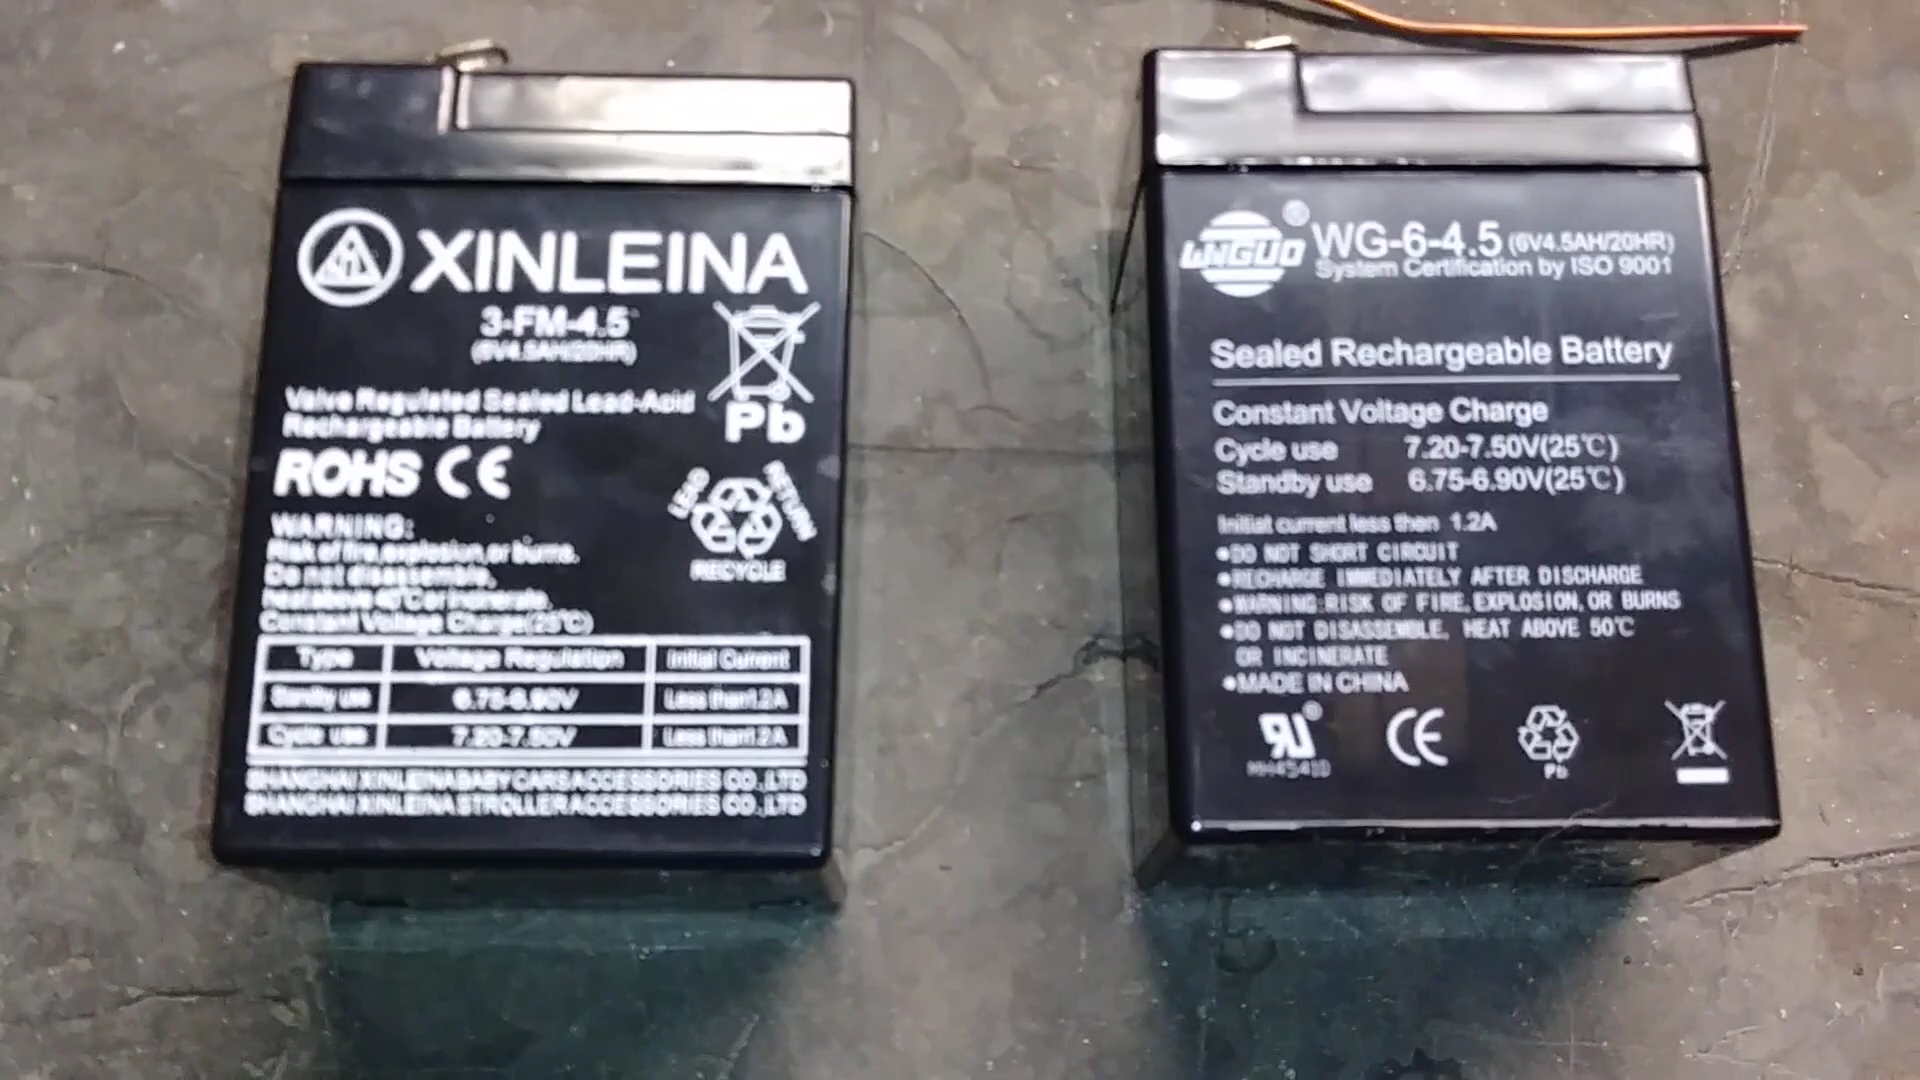 XINLEINA
3-FM-4.5
(6V4.5AH/20HR)
Valve Regulated Sealed Lead-Acid
Rechargeable Battery
Pb
ROHS CE
LEAD
RETURN
RECYCLE
WARNING:
Risk of fire,explosion,or burns.
Do not disassemble,
heat above 40°C or incinerate.
Constant Voltage Charge(25°C)
Type Voltage Regulation Initial Current
Standby use 6.75-6.90V Less than1.2A
Cycle use 7.20-7.50V Less than1.2A
SHANGHAI XINLEINA BABY CARS ACCESSORIES CO.,LTD
SHANGHAI XINLEINA STROLLER ACCESSORIES CO.,LTD
WNGUO ®
WG-6-4.5 (6V4.5AH/20HR)
System Certification by ISO 9001
Sealed Rechargeable Battery
Constant Voltage Charge
Cycle use 7.20-7.50V(25℃)
Standby use 6.75-6.90V(25℃)
Initial current less then 1.2A
•DO NOT SHORT CIRCUIT
•RECHARGE IMMEDIATELY AFTER DISCHARGE
•WARNING:RISK OF FIRE,EXPLOSION,OR BURNS
•DO NOT DISASSEMBLE, HEAT ABOVE 50℃
OR INCINERATE
•MADE IN CHINA
CE
Pb